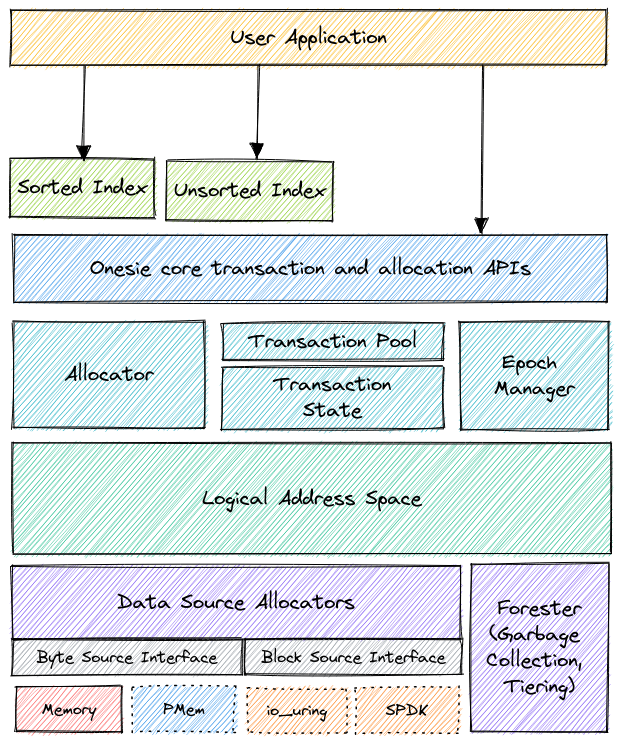 User Application
Sorted Index
Unsorted Index
Onesie core transaction and allocation APIs
Allocator
Transaction Pool
Transaction
State
Epoch
Manager
Logical Address Space
Data Source Allocators
Byte Source Interface
Block Source Interface
Forester
(Garbage
Collection,
Tiering)
Memory
PMem
io_uring
SPDK